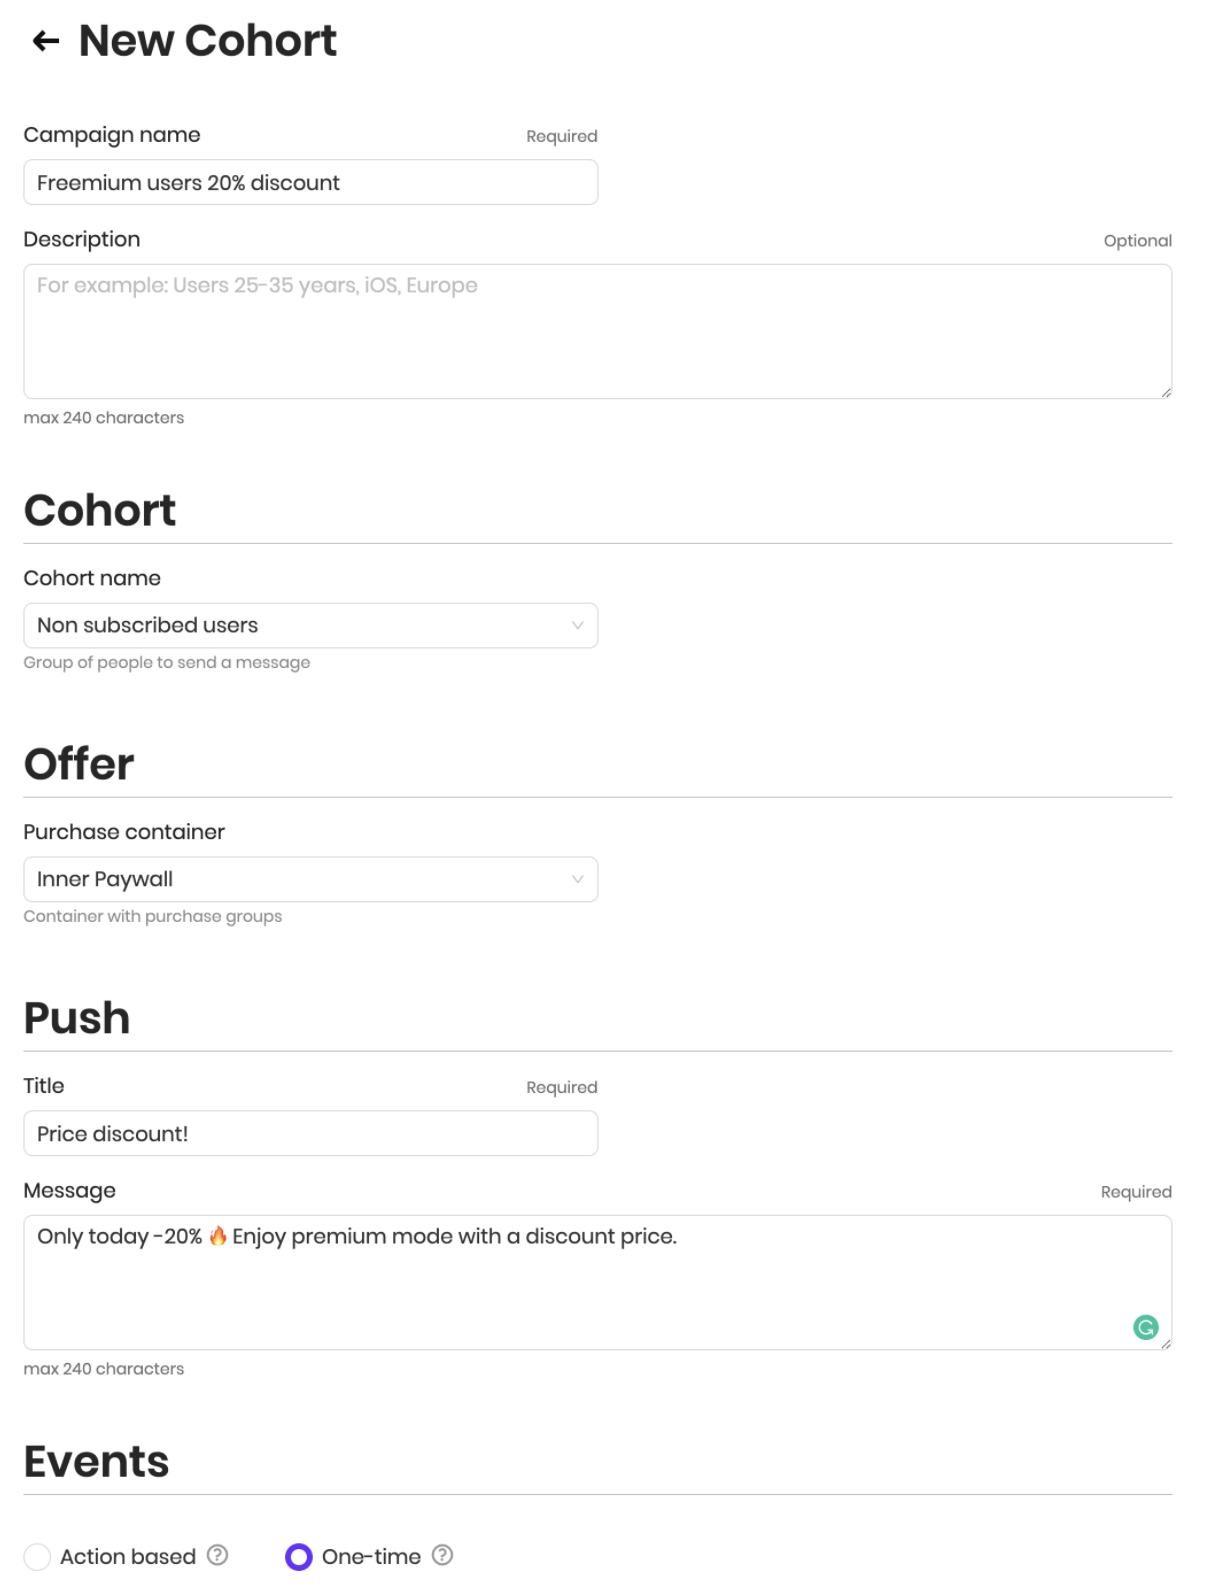 New Cohort
Campaign name
Required
Freemium users 20% discount
Description
Optional
For example: Users 25-35 years, iOS, Europe
max 240 characters
Cohort
Cohort name
Non subscribed users
Group of people to send a message
Offer
Purchase container
Inner Paywall
Container with purchase groups
Push
Title
Required
Price discount!
Message
Required
Only today -20% 🔥 Enjoy premium mode with a discount price.
max 240 characters
Events
Action based
One-time